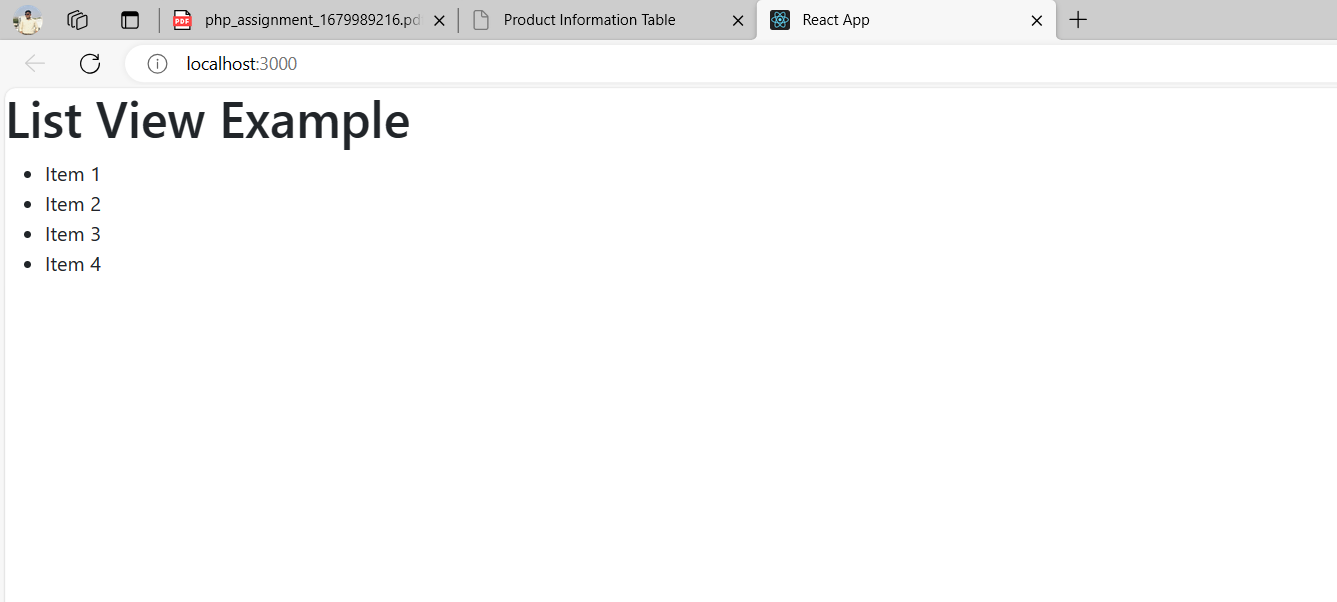 php_assignment_1679989216.pd
Product Information Table
React App
localhost:3000
List View Example
Item 1
Item 2
Item 3
Item 4